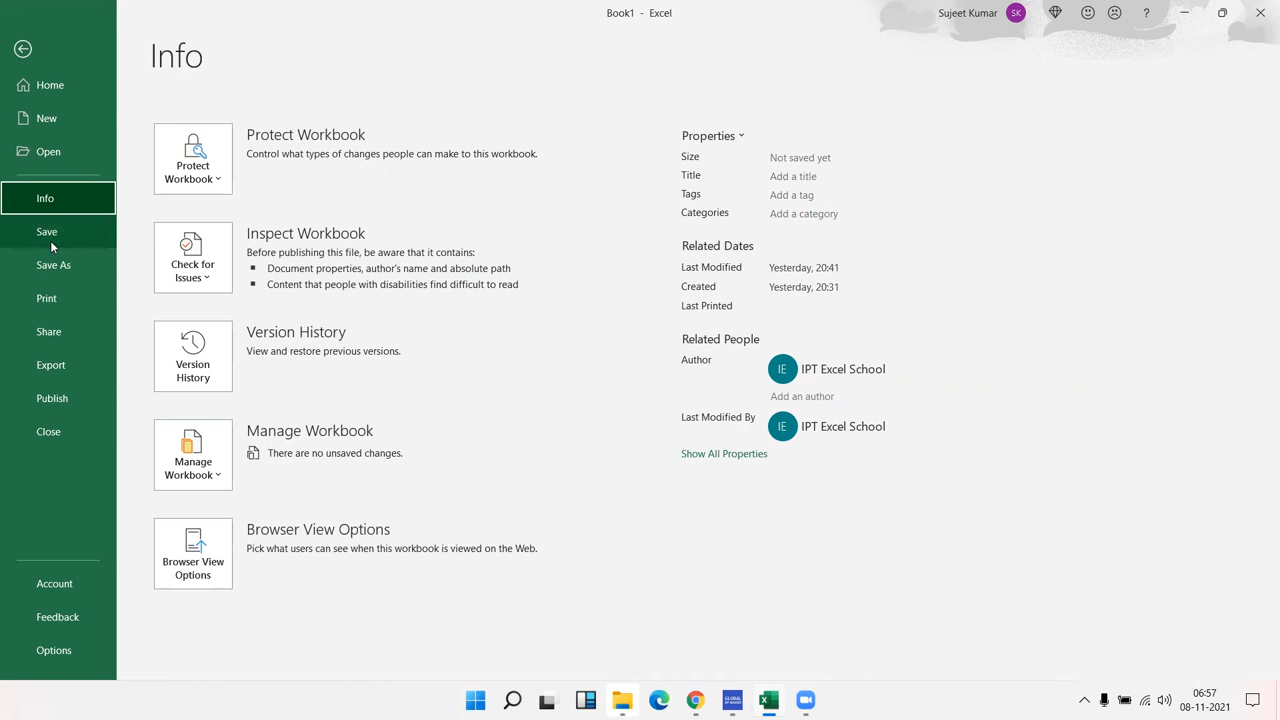 Book1 - Excel
Sujeet Kumar
SK
?
Home
New
Open
Info
Save
Save As
Print
Share
Export
Publish
Close
Account
Feedback
Options
Info
Protect Workbook
Protect Workbook
Control what types of changes people can make to this workbook.
Check for Issues
Inspect Workbook
Before publishing this file, be aware that it contains:
Document properties, author's name and absolute path
Content that people with disabilities find difficult to read
Version History
Version History
View and restore previous versions.
Manage Workbook
Manage Workbook
There are no unsaved changes.
Browser View Options
Browser View Options
Pick what users can see when this workbook is viewed on the Web.
Properties
Size Not saved yet
Title Add a title
Tags Add a tag
Categories Add a category
Related Dates
Last Modified Yesterday, 20:41
Created Yesterday, 20:31
Last Printed
Related People
Author IE IPT Excel School
Add an author
Last Modified By IE IPT Excel School
Show All Properties
06:57
08-11-2021